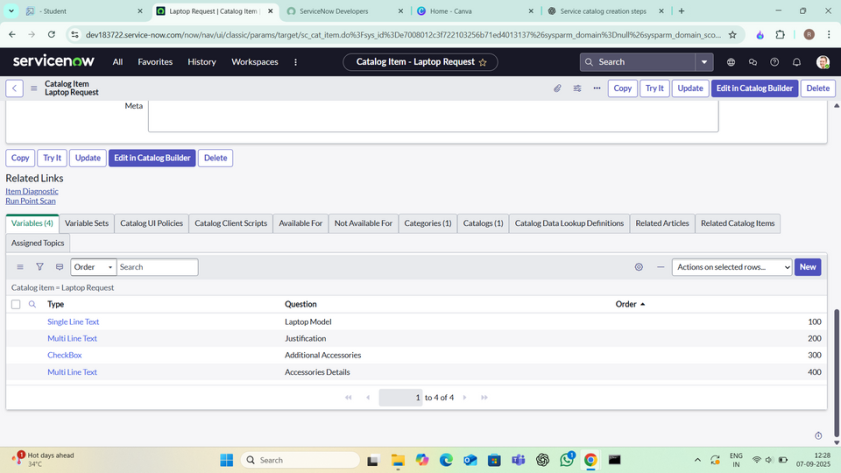 - Student
Laptop Request | Catalog Item |
ServiceNow Developers
Home - Canva
Service catalog creation steps
dev183722.service-now.com/now/nav/ui/classic/params/target/sc_cat_item.do%3Fsys_id%3De7008012c3f722103256b71ed4013137%26sysparm_domain%3Dnull%26sysparm_domain_sco...
R
servicenow
All
Favorites
History
Workspaces
Catalog Item - Laptop Request
Search
Catalog Item
Laptop Request
Copy
Try It
Update
Edit in Catalog Builder
Delete
Meta
Copy
Try It
Update
Edit in Catalog Builder
Delete
Related Links
Item Diagnostic
Run Point Scan
Variables (4)
Variable Sets
Catalog UI Policies
Catalog Client Scripts
Available For
Not Available For
Categories (1)
Catalogs (1)
Catalog Data Lookup Definitions
Related Articles
Related Catalog Items
Assigned Topics
Order
Search
Actions on selected rows...
New
Catalog item = Laptop Request
Type
Question
Order
Single Line Text
Laptop Model
100
Multi Line Text
Justification
200
CheckBox
Additional Accessories
300
Multi Line Text
Accessories Details
400
1 to 4 of 4
1
Hot days ahead
34°C
Search
1
ENG
IN
12:28
07-09-2025